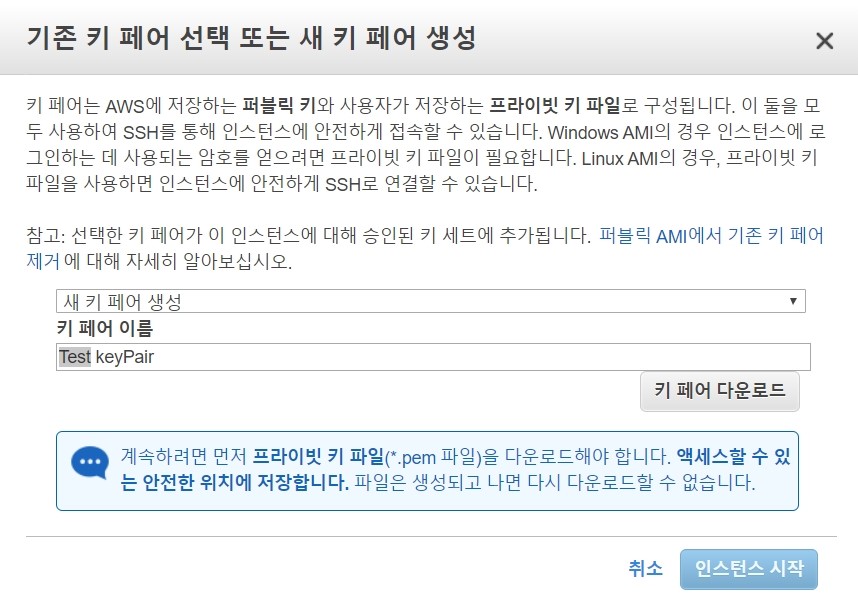 기존 키 페어 선택 또는 새 키 페어 생성
키 페어는 AWS에 저장하는 퍼블릭 키와 사용자가 저장하는 프라이빗 키 파일로 구성됩니다. 이 둘을 모
두 사용하여 SSH를 통해 인스턴스에 안전하게 접속할 수 있습니다. Windows AMI의 경우 인스턴스에 로
그인하는 데 사용되는 암호를 얻으려면 프라이빗 키 파일이 필요합니다. Linux AMI의 경우, 프라이빗 키
파일을 사용하면 인스턴스에 안전하게 SSH로 연결할 수 있습니다.
참고: 선택한 키 페어가 이 인스턴스에 대해 승인된 키 세트에 추가됩니다. 퍼블릭 AMI에서 기존 키 페어
제거에 대해 자세히 알아보십시오.
새 키 페어 생성
키 페어 이름
Test keyPair
키 페어 다운로드
계속하려면 먼저 프라이빗 키 파일(*.pem 파일)을 다운로드해야 합니다. 액세스할 수 있
는 안전한 위치에 저장합니다. 파일은 생성되고 나면 다시 다운로드할 수 없습니다.
취소 인스턴스 시작